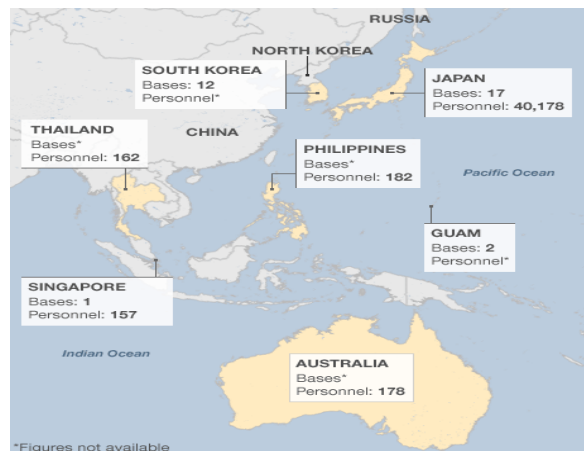 RUSSIA
NORTH KOREA
SOUTH KOREA
Bases: 12
Personnel*
JAPAN
Bases: 17
Personnel: 40,178
THAILAND
Bases*
Personnel: 162
CHINA
PHILIPPINES
Bases*
Personnel: 182
Pacific Ocean
GUAM
Bases: 2
Personnel*
SINGAPORE
Bases: 1
Personnel: 157
Indian Ocean
AUSTRALIA
Bases*
Personnel: 178
*Figures not available